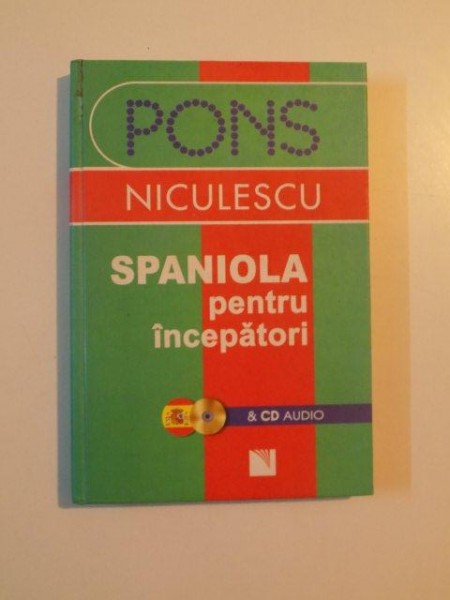 PONS
NICULESCU
SPANIOLA
pentru
începători
& CD AUDIO
N